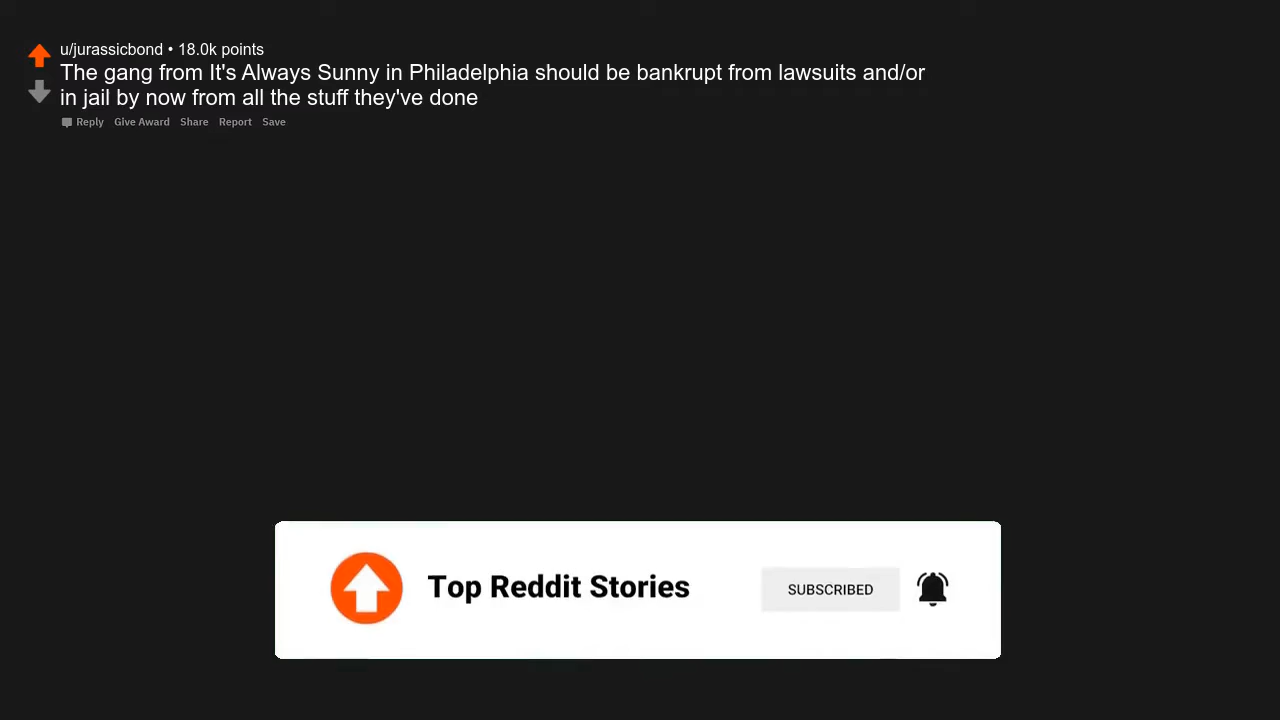 u/jurassicbond • 18.0k points
The gang from It's Always Sunny in Philadelphia should be bankrupt from lawsuits and/or
in jail by now from all the stuff they've done
Reply Give Award Share Report Save
Top Reddit Stories SUBSCRIBED